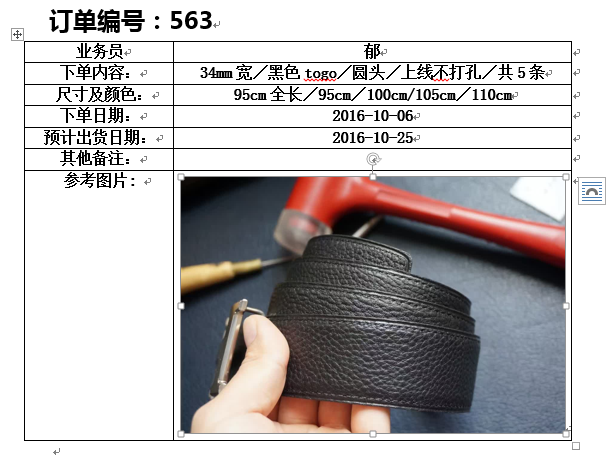 订单编号：563
业务员 郁
下单内容： 34mm宽／黑色togo／圆头／上线不打孔／共5条
尺寸及颜色： 95cm全长／95cm／100cm/105cm／110cm
下单日期： 2016-10-06
预计出货日期： 2016-10-25
其他备注：
参考图片：